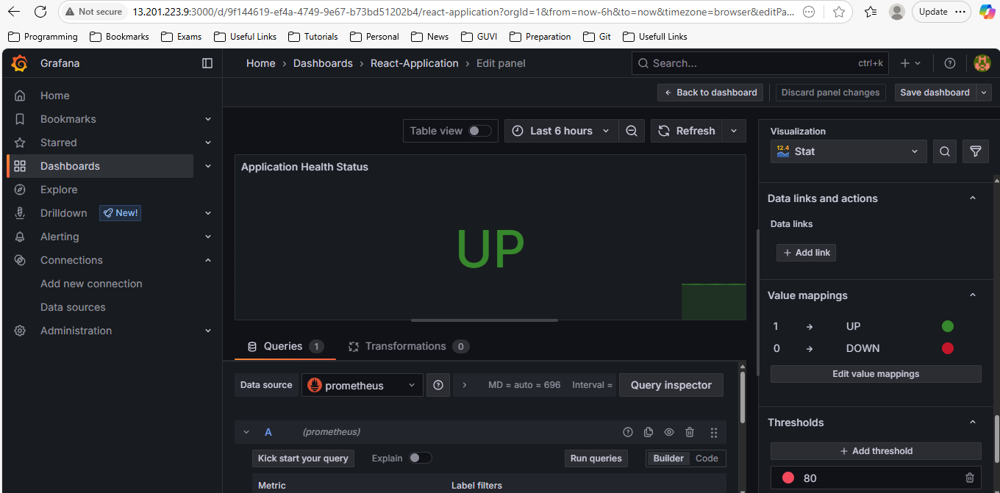 Not secure 13.201.223.9:3000/d/9f144619-ef4a-4749-9e67-b73bd51202b4/react-application?orgId=1&from=now-6h&to=now&timezone=browser&editPa... Update
Programming Bookmarks Exams Useful Links Tutorials Personal News GUVI Preparation Git Usefull Links
Grafana
Home › Dashboards › React-Application › Edit panel
Search... ctrl+k
Back to dashboard Discard panel changes Save dashboard
Home
Bookmarks
Starred
Dashboards
Explore
Drilldown New!
Alerting
Connections
Add new connection
Data sources
Administration
Table view Last 6 hours Refresh
Application Health Status
UP
Queries 1 Transformations 0
Data source prometheus MD = auto = 696 Interval = Query inspector
A (prometheus)
Kick start your query Explain Run queries Builder Code
Metric Label filters
Visualization
12.4 Stat
Data links and actions
Data links
+ Add link
Value mappings
1 → UP
0 → DOWN
Edit value mappings
Thresholds
+ Add threshold
80